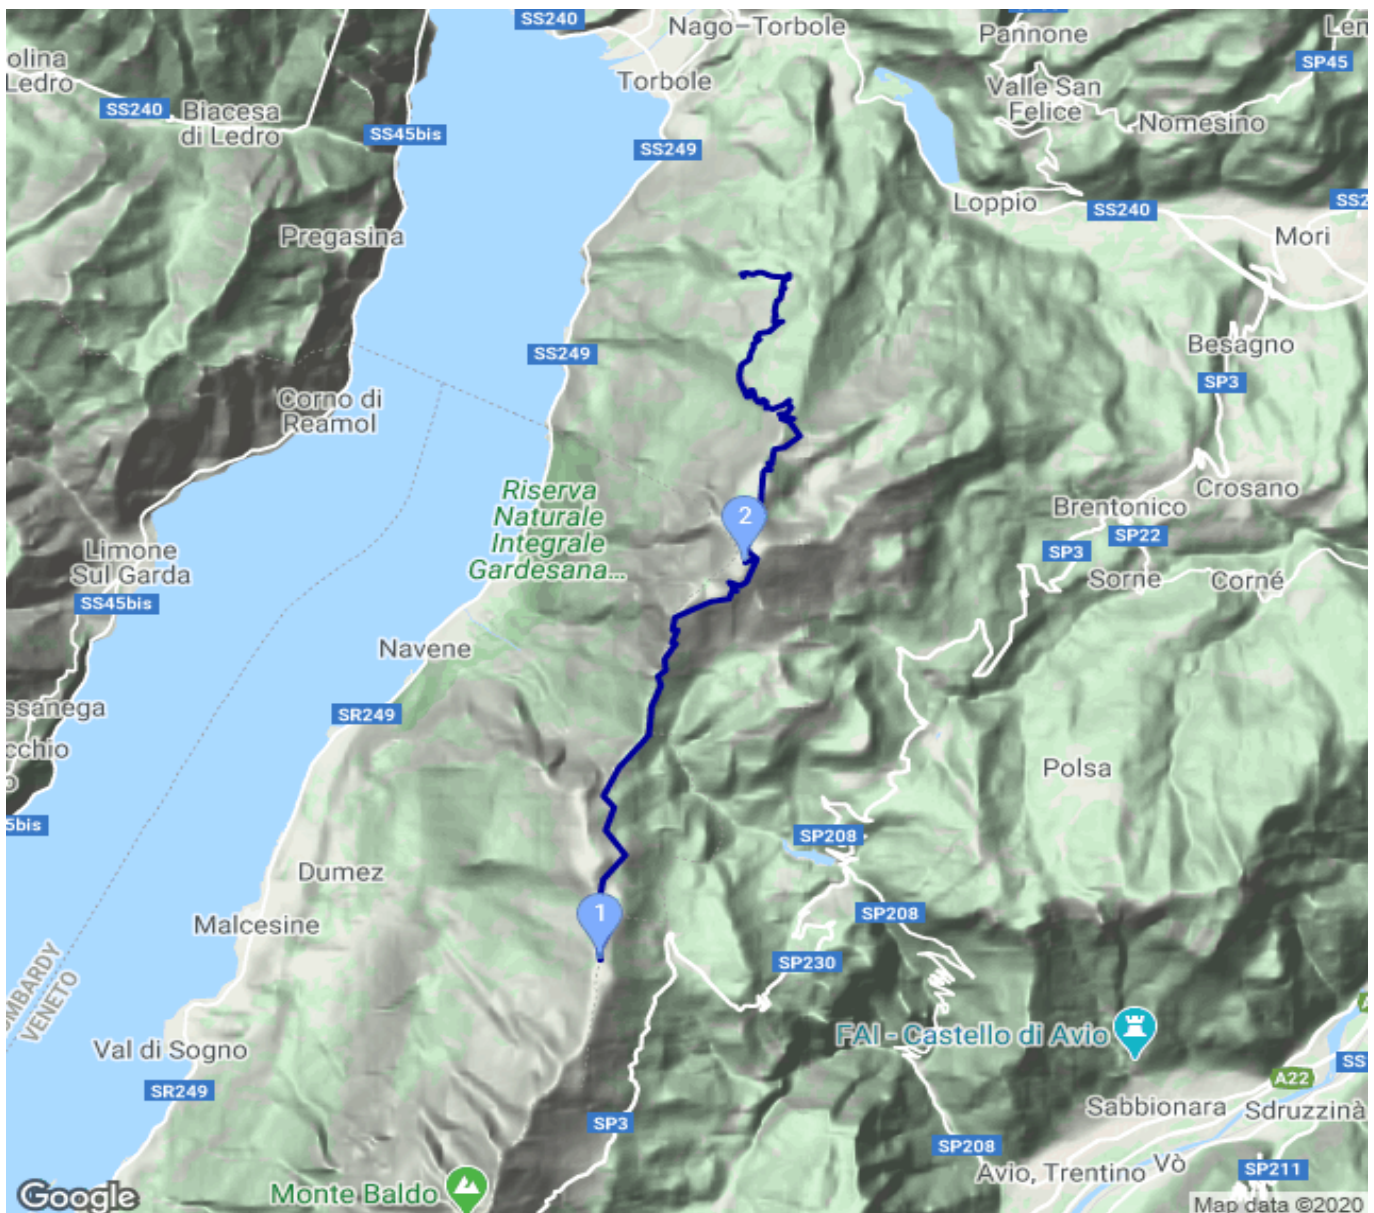 SS240
Nago-Torbole
Pannone
Len
olina
Ledro
Torbole
SP45
SS240
Biacesa
di Ledro
SS45bis
Valle San
Felice
Nomesino
SS249
Loppio
SS240
SS2
Pregasina
Mori
SS249
Besagno
SP3
Corno di
Reamol
Riserva
Naturale
Integrale
Gardesana...
2
Crosano
Brentonico
SP22
SP3
Limone
Sul Garda
SS45bis
Sorne
Corné
Navene
ssanega
SR249
cchio
o
Polsa
5bis
SP208
Dumez
1
SP208
Malcesine
SP230
OMBARDY
VENETO
FAI - Castello di Avio
Val di Sogno
SS
A22
SR249
SP3
Sabbionara
Sdruzzinà
SP208
Avio, Trentino
Vò
SP211
Monte Baldo
Google
Map data ©2020